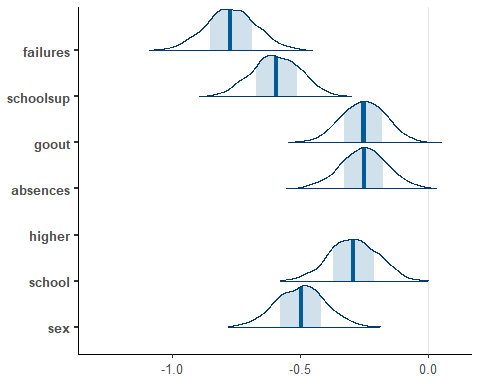 failures
schoolsup
goout
absences
higher
school
sex
-1.0 -0.5 0.0